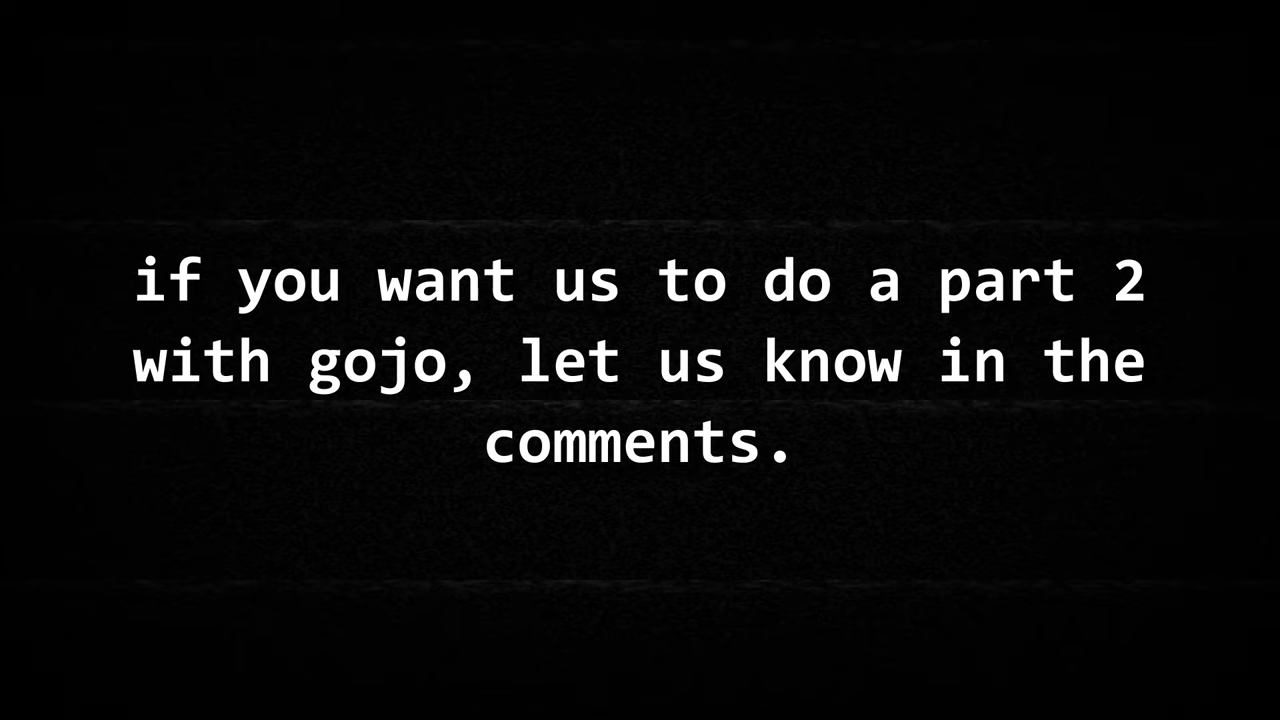 if you want us to do a part 2
with gojo, let us know in the
comments.